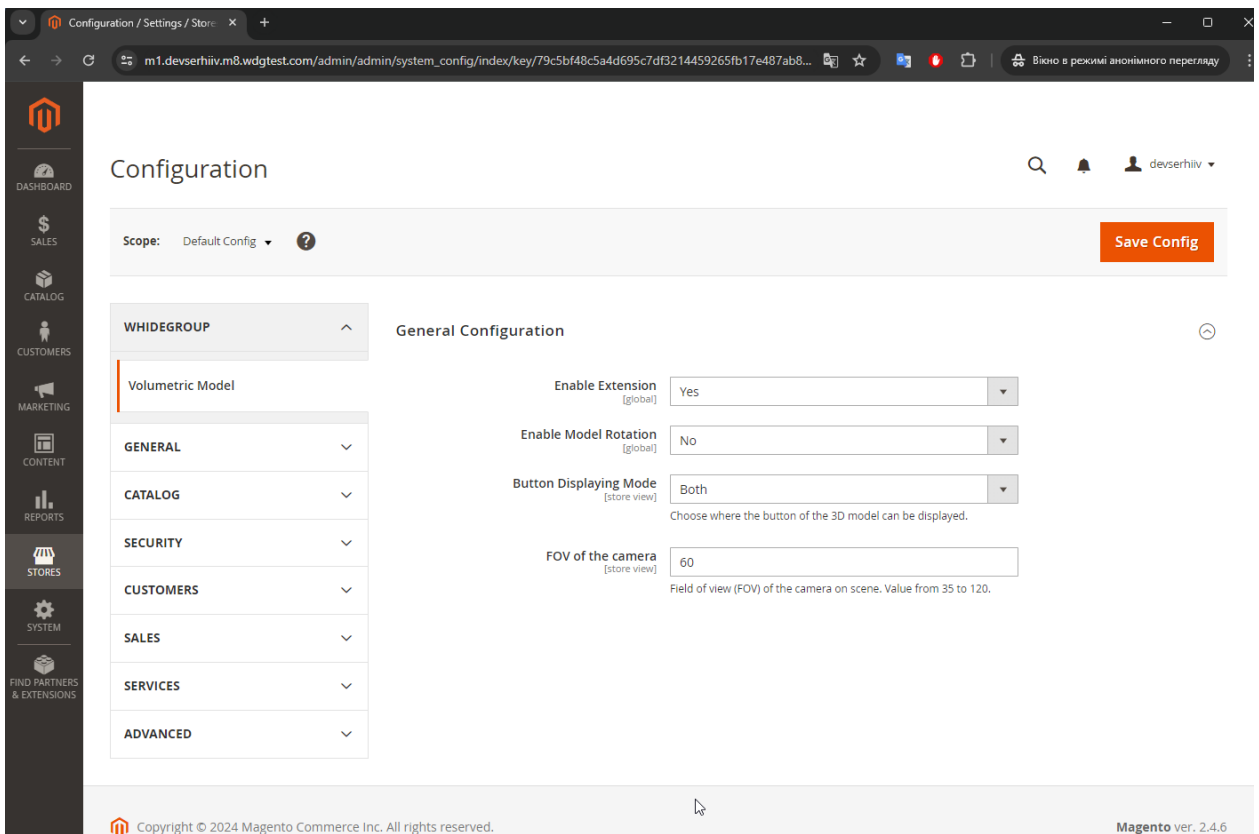 Configuration / Settings / Store
m1.devserhiiv.m8.wdgtest.com/admin/admin/system_config/index/key/79c5bf48c5a4d695c7df3214459265fb17e487ab8...
Вікно в режимі анонімного перегляду
DASHBOARD
SALES
CATALOG
CUSTOMERS
MARKETING
CONTENT
REPORTS
STORES
SYSTEM
FIND PARTNERS
& EXTENSIONS
Configuration
devserhiiv
Scope: Default Config ?
Save Config
WHIDEGROUP
Volumetric Model
GENERAL
CATALOG
SECURITY
CUSTOMERS
SALES
SERVICES
ADVANCED
General Configuration
Enable Extension
[global]
Yes
Enable Model Rotation
[global]
No
Button Displaying Mode
[store view]
Both
Choose where the button of the 3D model can be displayed.
FOV of the camera
[store view]
60
Field of view (FOV) of the camera on scene. Value from 35 to 120.
Copyright © 2024 Magento Commerce Inc. All rights reserved.
Magento ver. 2.4.6